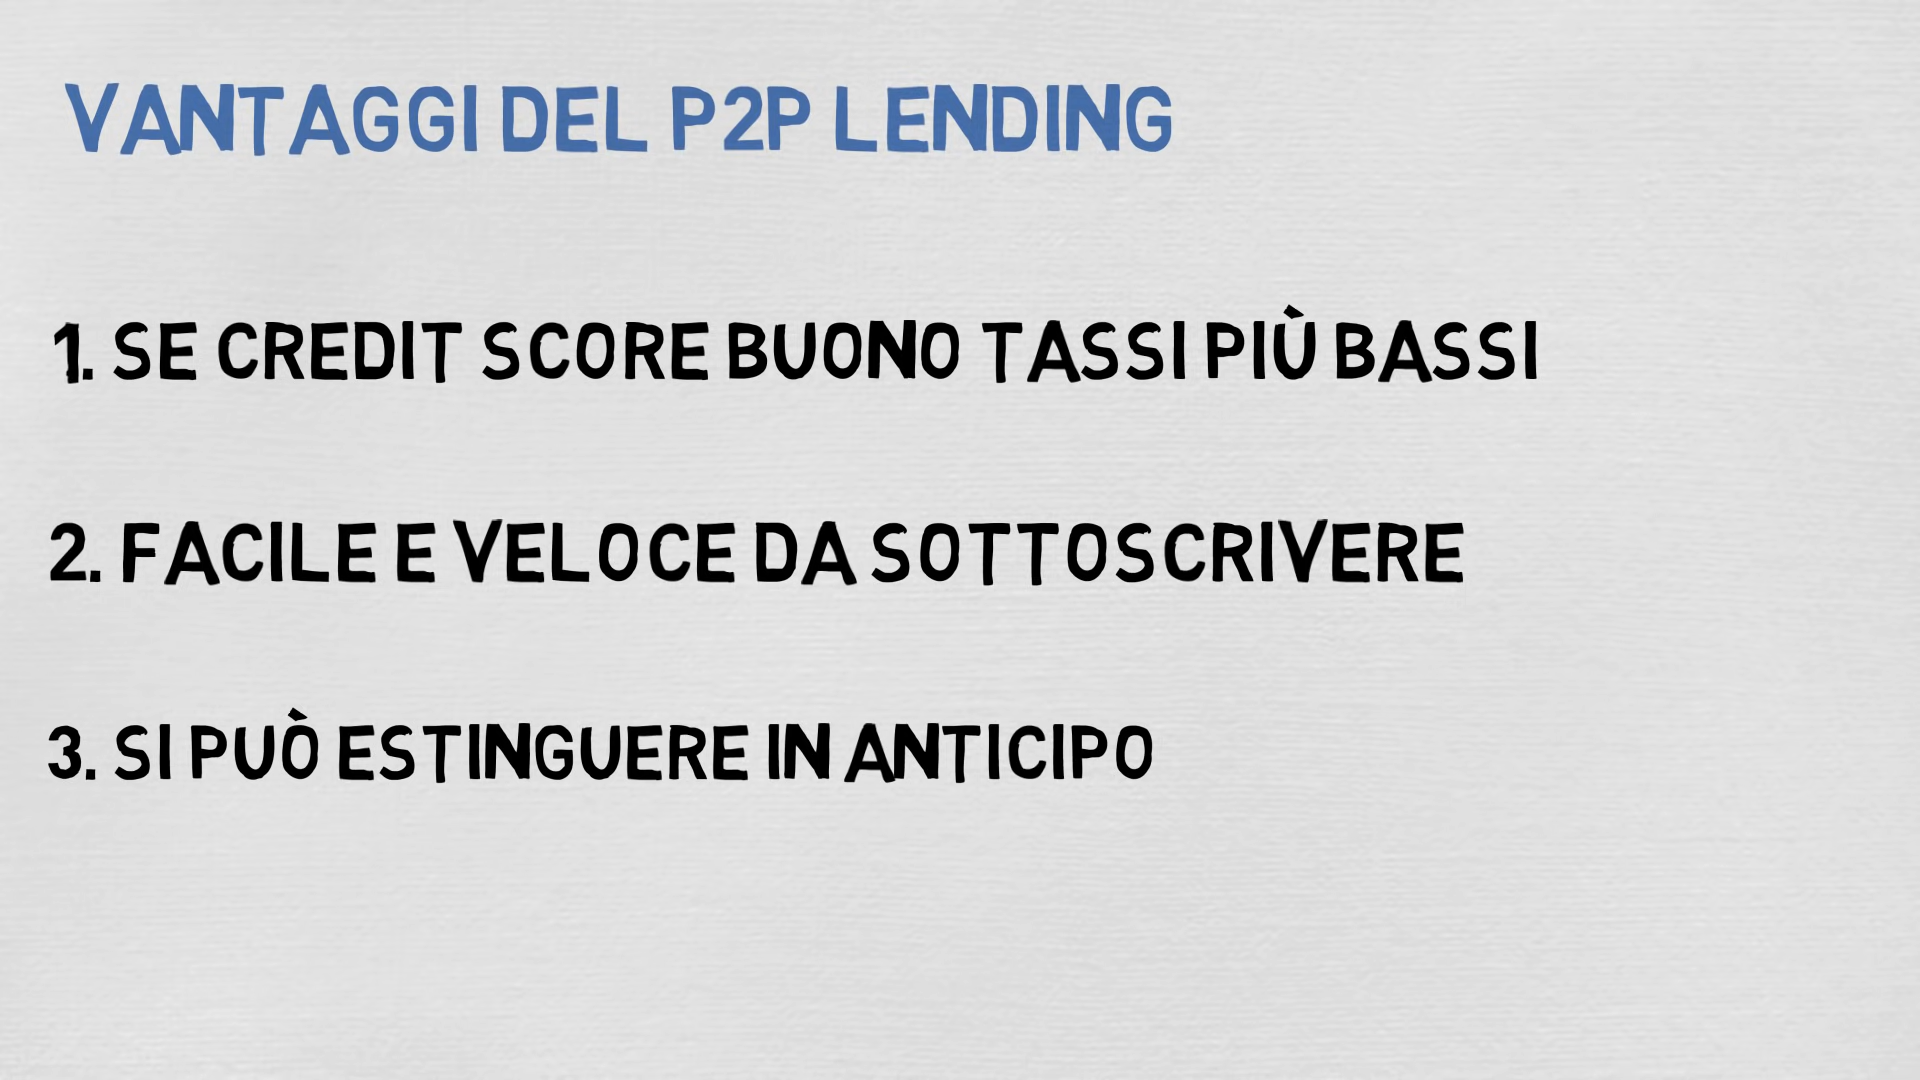 VANTAGGI DEL P2P LENDING
1. SE CREDIT SCORE BUONO TASSI PIÙ BASSI
2. FACILE E VELOCE DA SOTTOSCRIVERE
3. SI PUÒ ESTINGUERE IN ANTICIPO